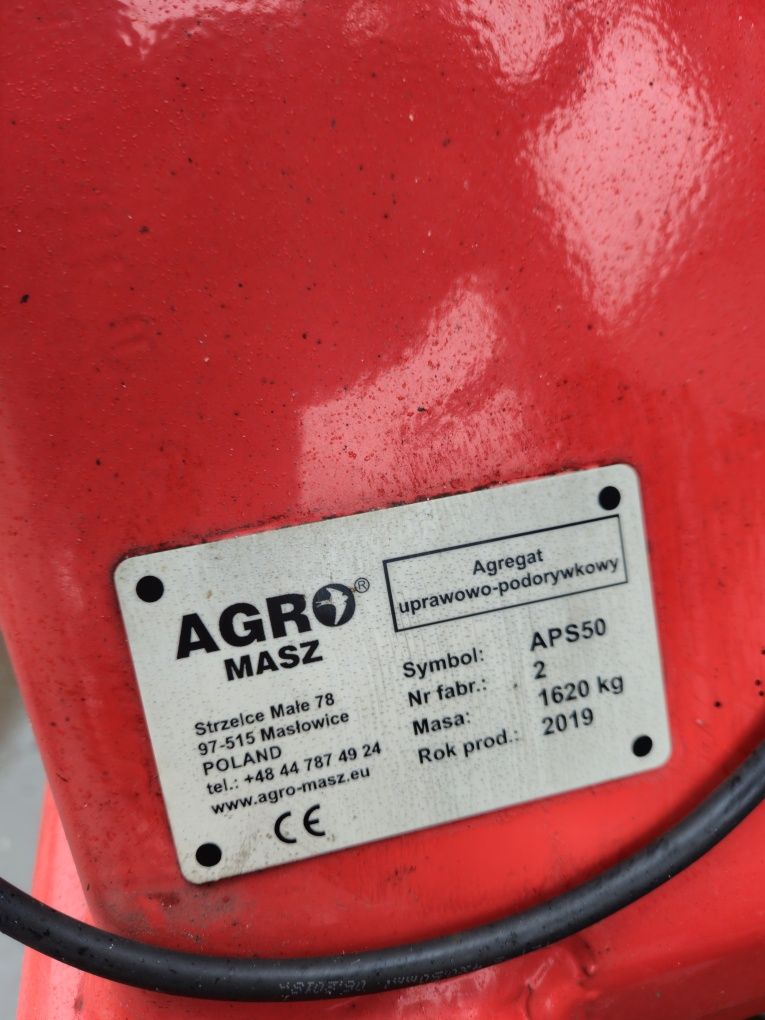 AGRO®
MASZ
Strzelce Małe 78
97-515 Masłowice
POLAND
tel.: +48 44 787 49 24
www.agro-masz.eu
CE
Agregat
uprawowo-podorywkowy
Symbol: APS50
Nr fabr.: 2
Masa: 1620 kg
Rok prod.: 2019